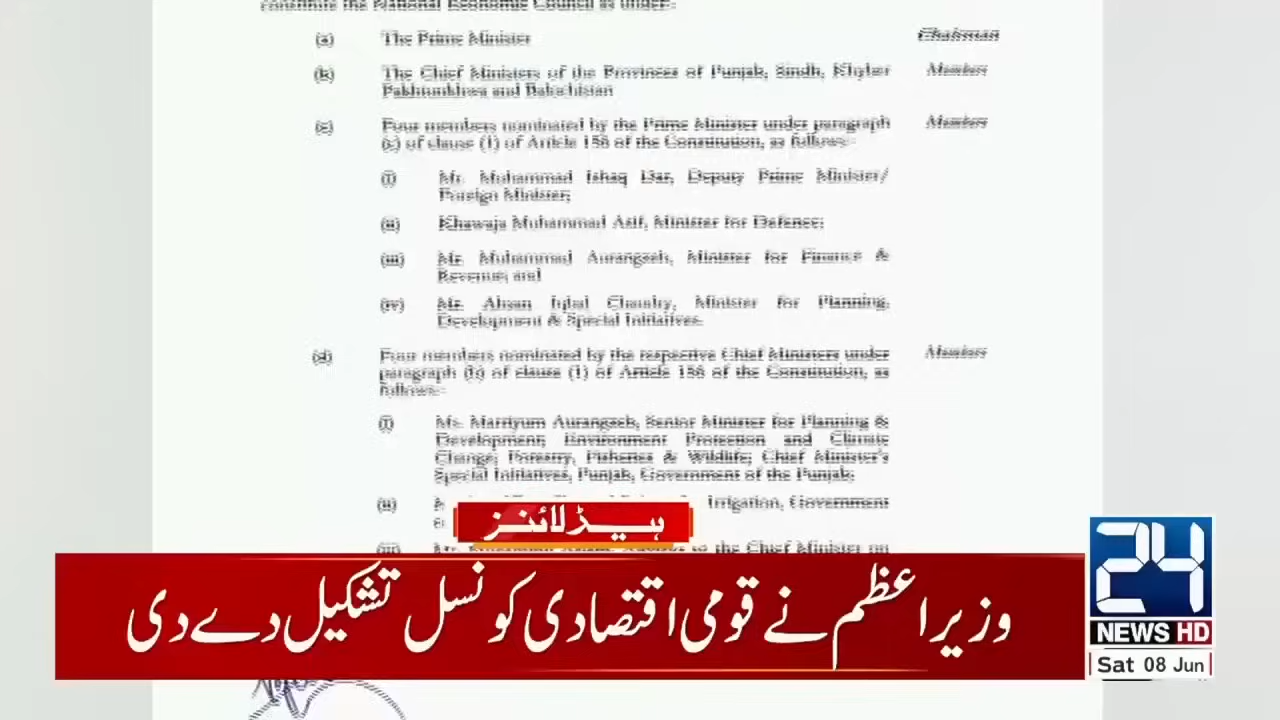 constitute the National Economic Council as under:-
(a) The Prime Minister Chairman
(b) The Chief Ministers of the Provinces of Punjab, Sindh, Khyber Member
Pakhtunkhwa and Balochistan
(c) Four members nominated by the Prime Minister under paragraph Member
(c) of clause (1) of Article 156 of the Constitution, as follows:-
(i) Mr. Muhammad Ishaq Dar, Deputy Prime Minister/
Foreign Minister;
(ii) Khawaja Muhammad Asif, Minister for Defence;
(iii) Mr. Muhammad Aurangzeb, Minister for Finance &
Revenue; and
(iv) Mr. Ahsan Iqbal Chaudry, Minister for Planning,
Development & Special Initiatives.
(d) Four members nominated by the respective Chief Ministers under Member
paragraph (b) of clause (1) of Article 156 of the Constitution, as
follows:-
(i) Ms. Marriyum Aurangzeb, Senior Minister for Planning &
Development; Environment Protection and Climate
Change; Forestry, Fisheries & Wildlife; Chief Minister's
Special Initiatives, Punjab, Government of the Punjab;
(ii) Irrigation, Government
(iii) Mr. to the Chief Minister on
ہیڈ لائنز
وزیراعظم نے قومی اقتصادی کونسل تشکیل دے دی
24
NEWS HD
Sat 08 Jun